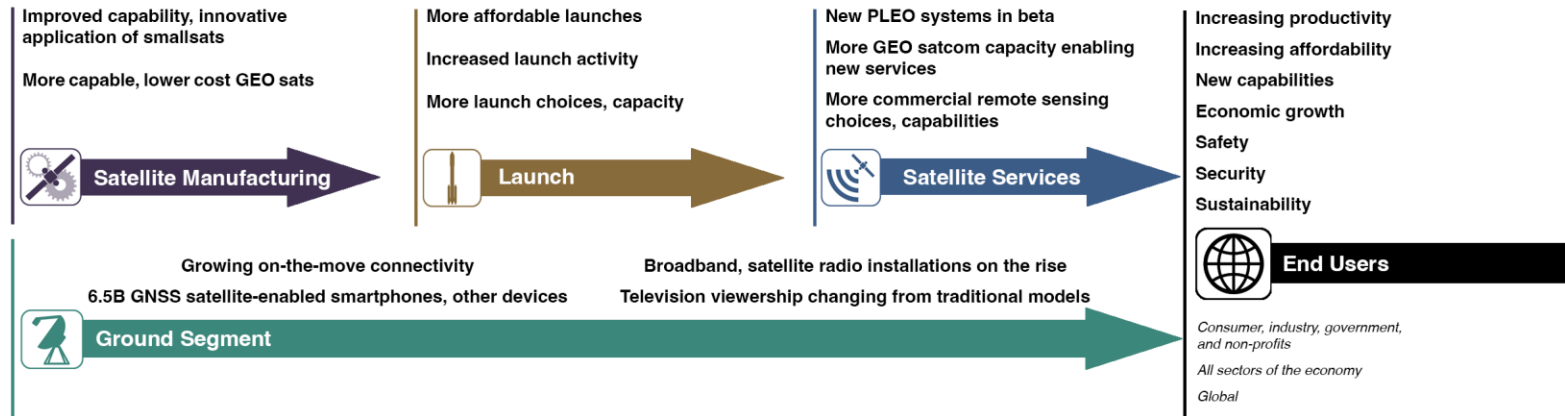 Improved capability, innovative
application of smallsats
More capable, lower cost GEO sats
Satellite Manufacturing
More affordable launches
Increased launch activity
More launch choices, capacity
Launch
New PLEO systems in beta
More GEO satcom capacity enabling
new services
More commercial remote sensing
choices, capabilities
Satellite Services
Growing on-the-move connectivity
6.5B GNSS satellite-enabled smartphones, other devices
Broadband, satellite radio installations on the rise
Television viewership changing from traditional models
Ground Segment
Increasing productivity
Increasing affordability
New capabilities
Economic growth
Safety
Security
Sustainability
End Users
Consumer, industry, government,
and non-profits
All sectors of the economy
Global